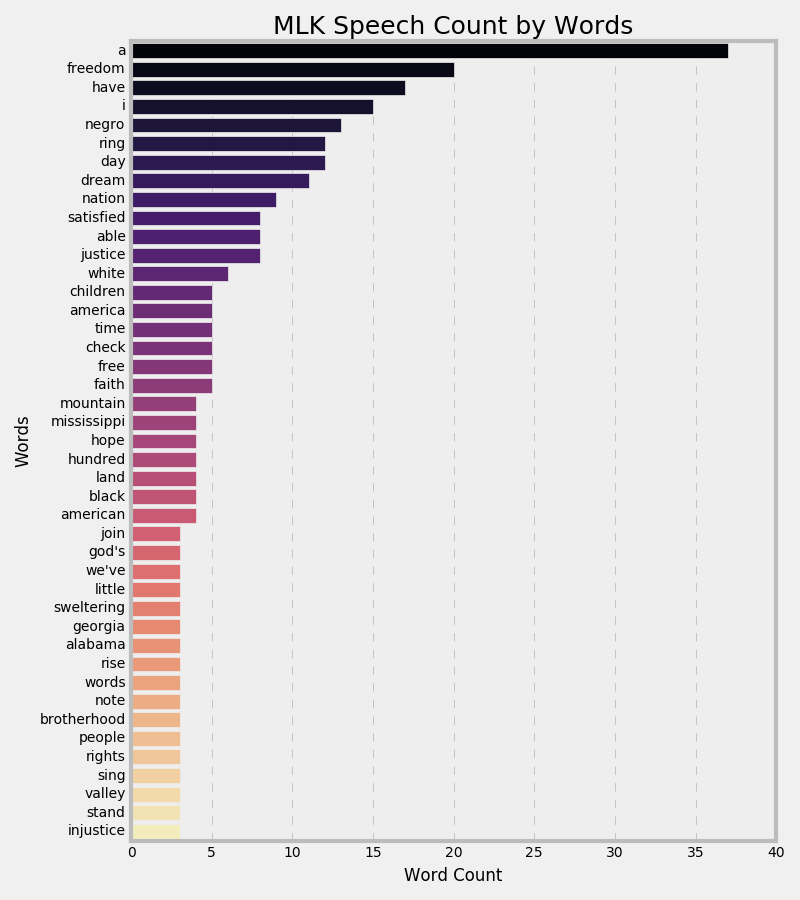 MLK Speech Count by Words
a
freedom
have
i
negro
ring
day
dream
nation
satisfied
able
justice
white
children
america
time
check
free
faith
mountain
mississippi
hope
hundred
land
black
american
join
god's
we've
little
sweltering
georgia
alabama
rise
words
note
brotherhood
people
rights
sing
valley
stand
injustice
Words
0 5 10 15 20 25 30 35 40
Word Count